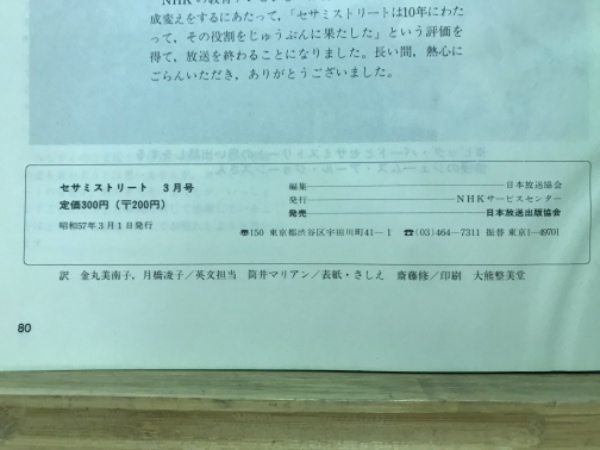 NHKの教育テレビ
成変えをするにあたって,「セサミストリートは10年にわた
って,その役割をじゅうぶんに果たした」という評価を
得て,放送を終わることになりました。長い間,熱心に
ごらんいただき,ありがとうございました。
セサミストリート 3月号
定価300円(〒200円)
昭和57年3月1日発行
編集 日本放送協会
発行 NHKサービスセンター
発売 日本放送出版協会
〠150 東京都渋谷区宇田川町41-1 ☎(03)464-7311 振替 東京1-49701
訳 金丸美南子, 月橋凌子/英文担当 筒井マリアン/表紙・さしえ 齋藤修/印刷 大熊整美堂
80